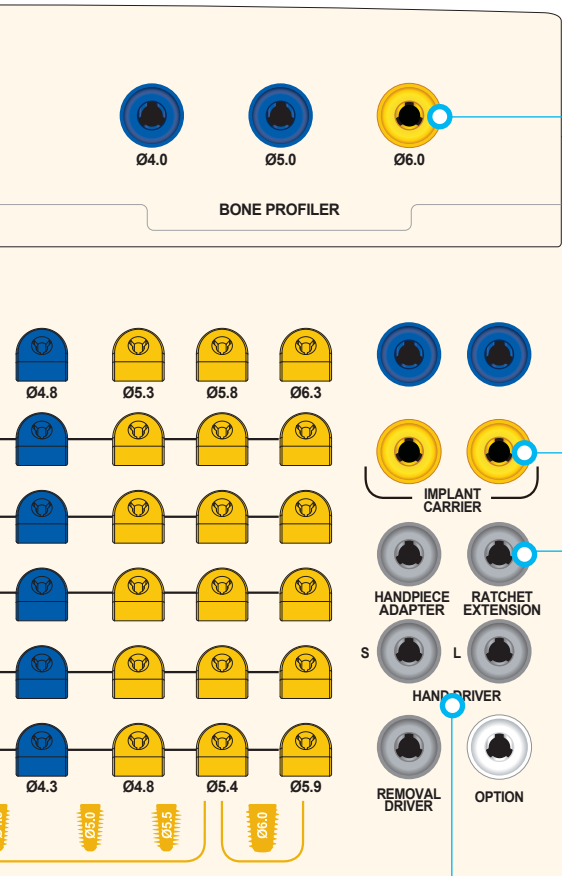 Ø4.0 Ø5.0 Ø6.0
BONE PROFILER
Ø4.8 Ø5.3 Ø5.8 Ø6.3
IMPLANT
CARRIER
HANDPIECE
ADAPTER
RATCHET
EXTENSION
S L
HAND DRIVER
Ø4.3 Ø4.8 Ø5.4 Ø5.9
REMOVAL
DRIVER
OPTION
Ø5.0 Ø5.5 Ø6.0